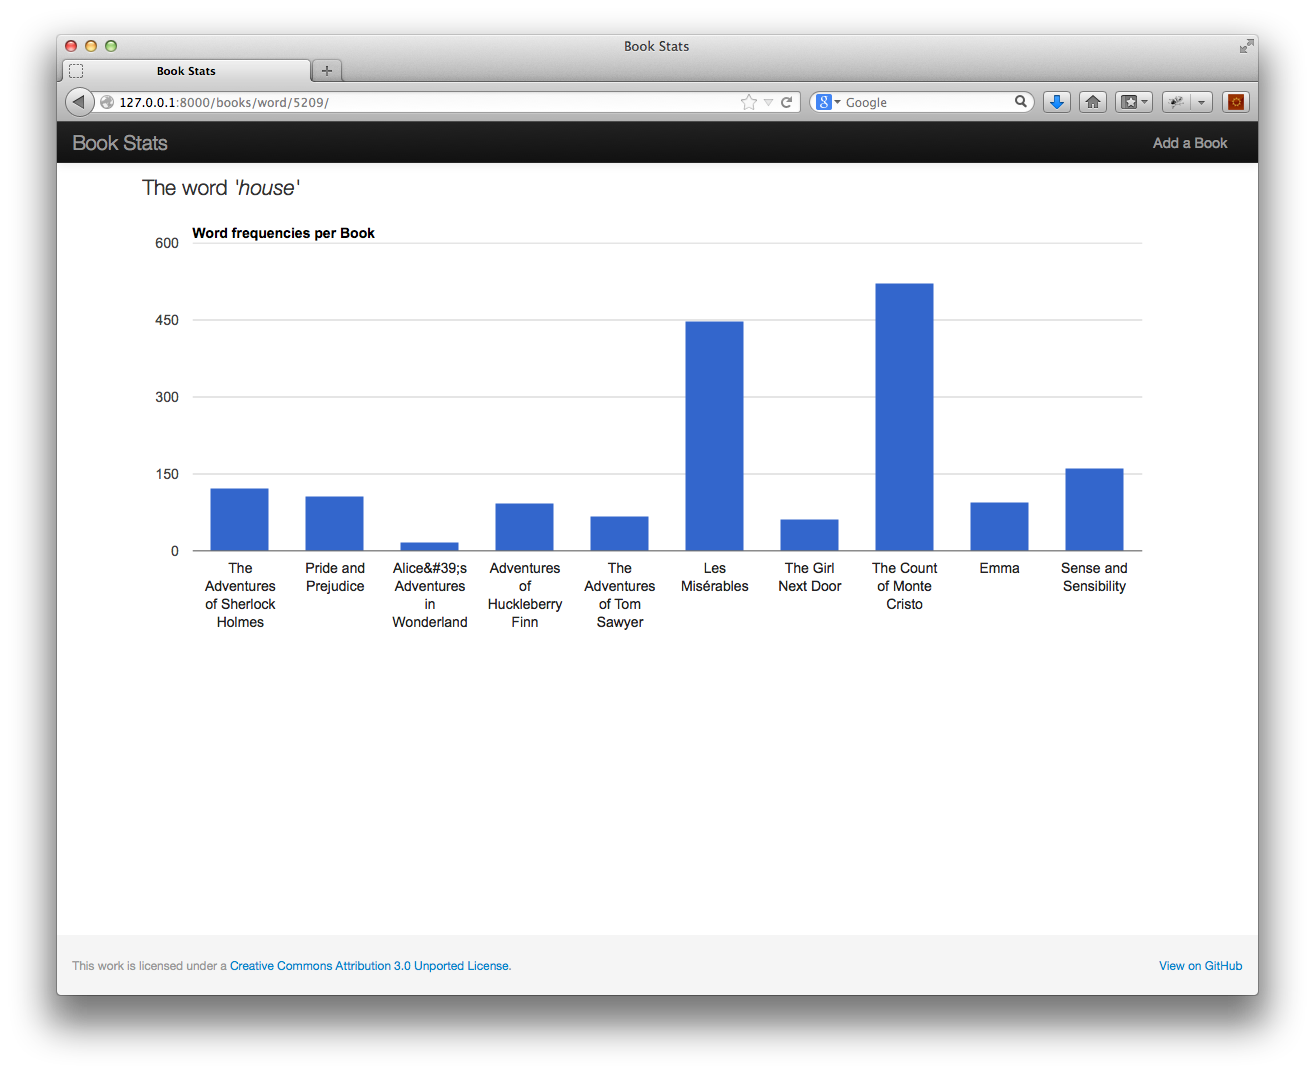 Book Stats
Book Stats
127.0.0.1:8000/books/word/5209/
Google
Book Stats
Add a Book
The word 'house'
Word frequencies per Book
600
450
300
150
0
The Adventures of Sherlock Holmes
Pride and Prejudice
Alice&#39;s Adventures in Wonderland
Adventures of Huckleberry Finn
The Adventures of Tom Sawyer
Les Misérables
The Girl Next Door
The Count of Monte Cristo
Emma
Sense and Sensibility
This work is licensed under a Creative Commons Attribution 3.0 Unported License.
View on GitHub